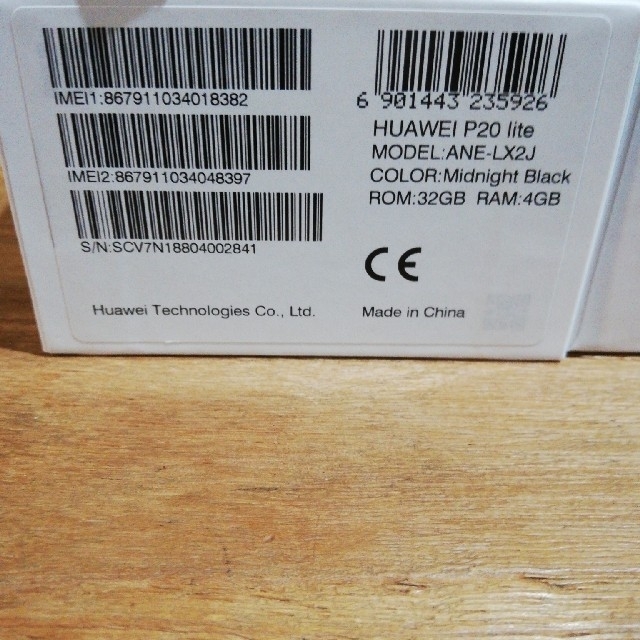 IMEI1:867911034018382
IMEI2:867911034048397
S/N:SCV7N18804002841
Huawei Technologies Co., Ltd.
6 901443 235926
HUAWEI P20 lite
MODEL:ANE-LX2J
COLOR:Midnight Black
ROM:32GB RAM:4GB
CE
Made in China